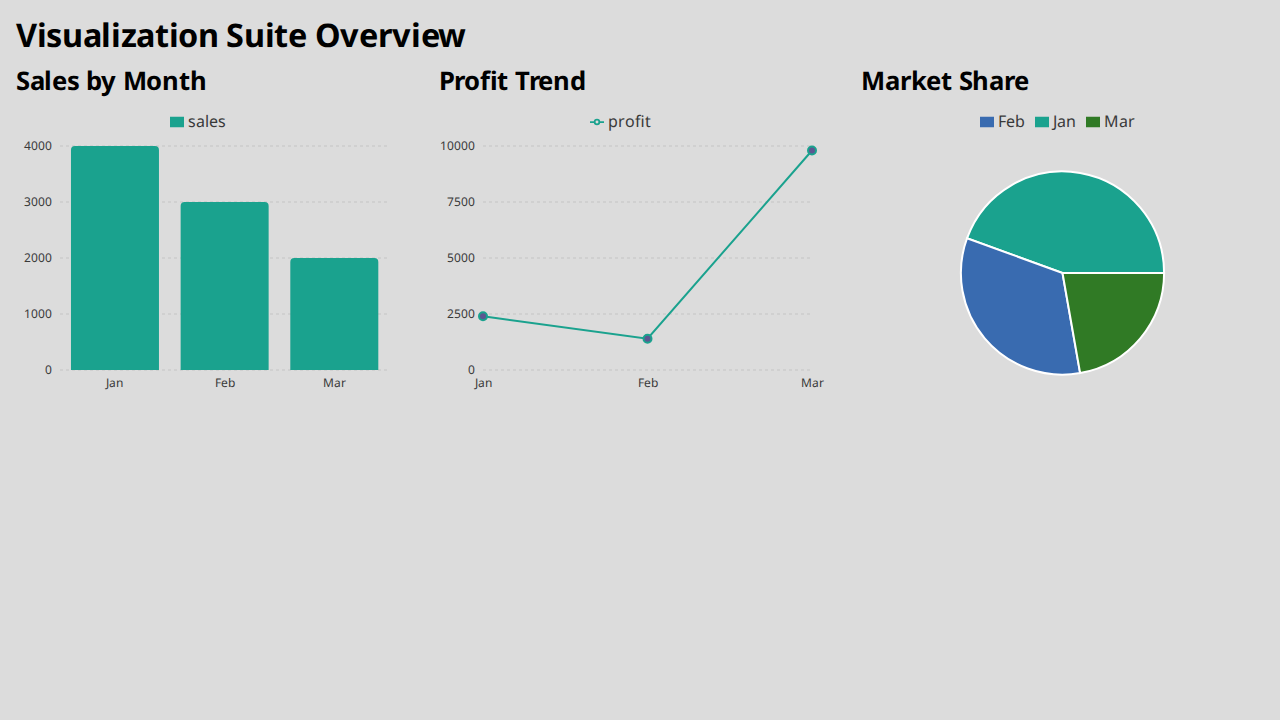 Visualization Suite Overview
Sales by Month
sales
4000
3000
2000
1000
0
Jan Feb Mar
Profit Trend
profit
10000
7500
5000
2500
0
Jan Feb Mar
Market Share
Feb Jan Mar